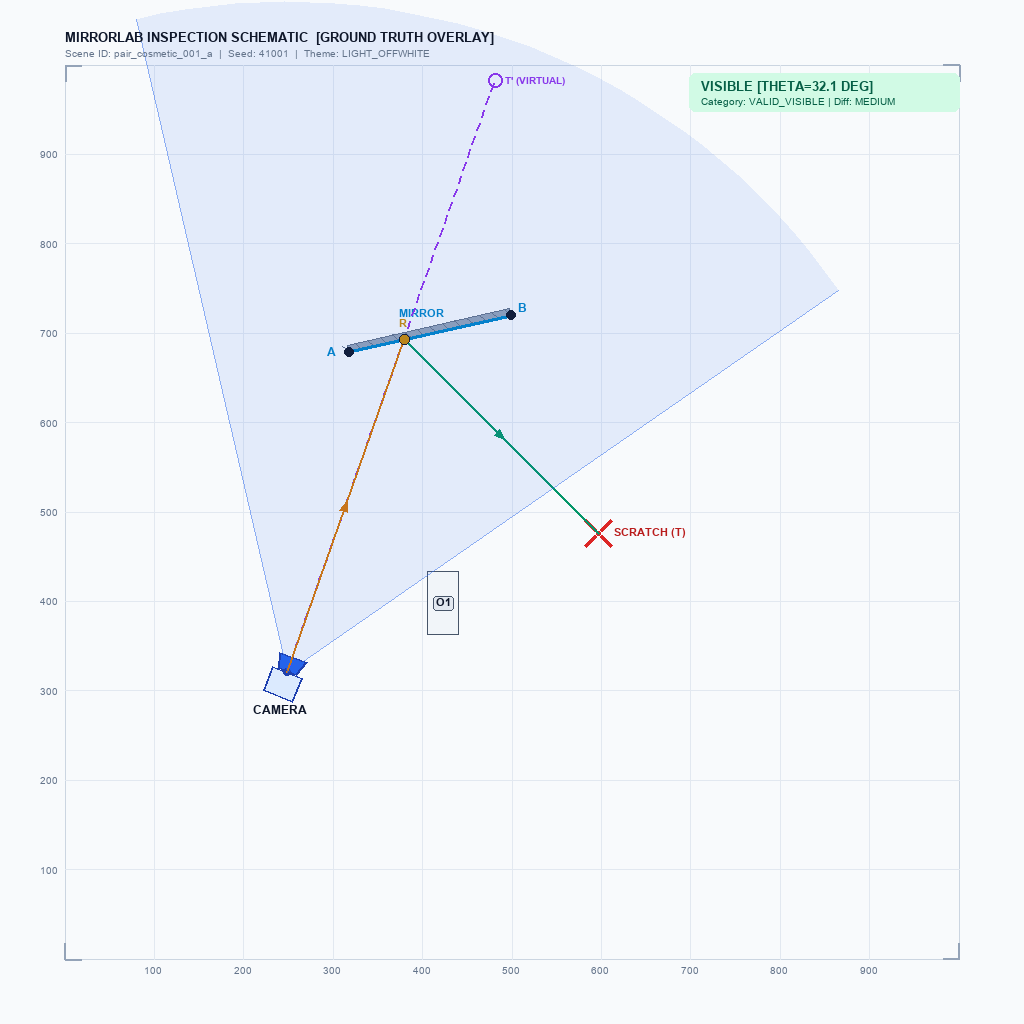 MIRRORLAB INSPECTION SCHEMATIC [GROUND TRUTH OVERLAY]
Scene ID: pair_cosmetic_001_a | Seed: 41001 | Theme: LIGHT_OFFWHITE
T' (VIRTUAL)
VISIBLE [THETA=32.1 DEG]
Category: VALID_VISIBLE | Diff: MEDIUM
900
800
700
600
500
400
300
200
100
MIRROR
R
A
B
SCRATCH (T)
O1
CAMERA
100 200 300 400 500 600 700 800 900